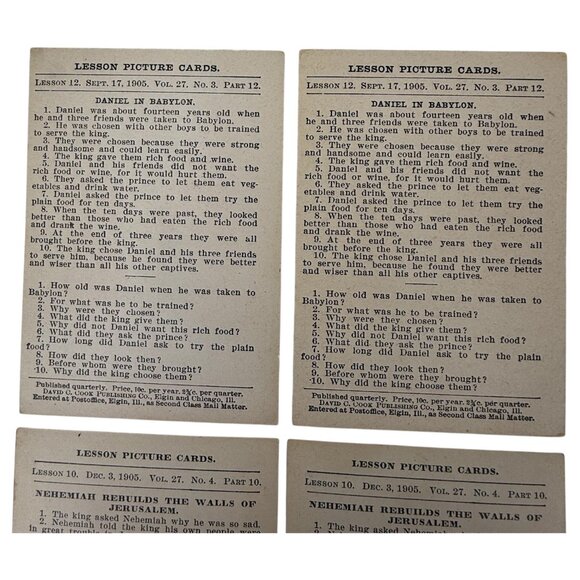 LESSON PICTURE CARDS.
LESSON 12. SEPT. 17, 1905. VOL. 27. NO. 3. PART 12.
DANIEL IN BABYLON.
1. Daniel was about fourteen years old when
he and three friends were taken to Babylon.
2. He was chosen with other boys to be trained
to serve the king.
3. They were chosen because they were strong
and handsome and could learn easily.
4. The king gave them rich food and wine.
5. Daniel and his friends did not want the
rich food or wine, for it would hurt them.
6. They asked the prince to let them eat veg-
etables and drink water.
7. Daniel asked the prince to let them try the
plain food for ten days.
8. When the ten days were past, they looked
better than those who had eaten the rich food
and drank the wine.
9. At the end of three years they were all
brought before the king.
10. The king chose Daniel and his three friends
to serve him, because he found they were better
and wiser than all his other captives.
1. How old was Daniel when he was taken to
Babylon?
2. For what was he to be trained?
3. Why were they chosen?
4. What did the king give them?
5. Why did not Daniel want this rich food?
6. What did they ask the prince?
7. How long did Daniel ask to try the plain
food?
8. How did they look then?
9. Before whom were they brought?
10. Why did the king choose them?
Published quarterly. Price, 10c. per year. 2½c. per quarter.
DAVID C. COOK PUBLISHING CO., Elgin and Chicago, Ill.
Entered at Postoffice, Elgin, Ill., as Second Class Mail Matter.
LESSON PICTURE CARDS.
LESSON 12. SEPT. 17, 1905. VOL. 27. NO. 3. PART 12.
DANIEL IN BABYLON.
1. Daniel was about fourteen years old when
he and three friends were taken to Babylon.
2. He was chosen with other boys to be trained
to serve the king.
3. They were chosen because they were strong
and handsome and could learn easily.
4. The king gave them rich food and wine.
5. Daniel and his friends did not want the
rich food or wine, for it would hurt them.
6. They asked the prince to let them eat veg-
etables and drink water.
7. Daniel asked the prince to let them try the
plain food for ten days.
8. When the ten days were past, they looked
better than those who had eaten the rich food
and drank the wine.
9. At the end of three years they were all
brought before the king.
10. The king chose Daniel and his three friends
to serve him, because he found they were better
and wiser than all his other captives.
1. How old was Daniel when he was taken to
Babylon?
2. For what was he to be trained?
3. Why were they chosen?
4. What did the king give them?
5. Why did not Daniel want this rich food?
6. What did they ask the prince?
7. How long did Daniel ask to try the plain
food?
8. How did they look then?
9. Before whom were they brought?
10. Why did the king choose them?
Published quarterly. Price, 10c. per year. 2½c. per quarter.
DAVID C. COOK PUBLISHING CO., Elgin and Chicago, Ill.
Entered at Postoffice, Elgin, Ill., as Second Class Mail Matter.
LESSON PICTURE CARDS.
LESSON 10. DEC. 3, 1905. VOL. 27. NO. 4. PART 10.
NEHEMIAH REBUILDS THE WALLS OF
JERUSALEM.
1. The king asked Nehemiah why he was so sad.
2. Nehemiah told the king his own people were
in great trouble
LESSON PICTURE CARDS.
LESSON 10. DEC. 3, 1905. VOL. 27. NO. 4. PART 10.
NEHEMIAH REBUILDS THE WALLS OF
JERUSALEM.
1. The king asked Nehemiah why he was so sad.
2. Nehemiah told the king his own people were